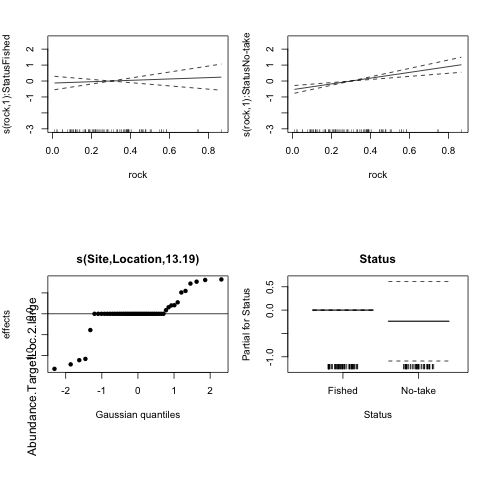 s(rock,1):StatusFished
2
1
0
-1
-3
0.0 0.2 0.4 0.6 0.8
rock
s(rock,1):StatusNo-take
2
1
0
-1
-3
0.0 0.2 0.4 0.6 0.8
rock
s(Site,Location,13.19)
effects
-2 -1 0 1 2
Gaussian quantiles
Status
Partial for Status
0.5
0.0
-1.0
Fished No-take
Status